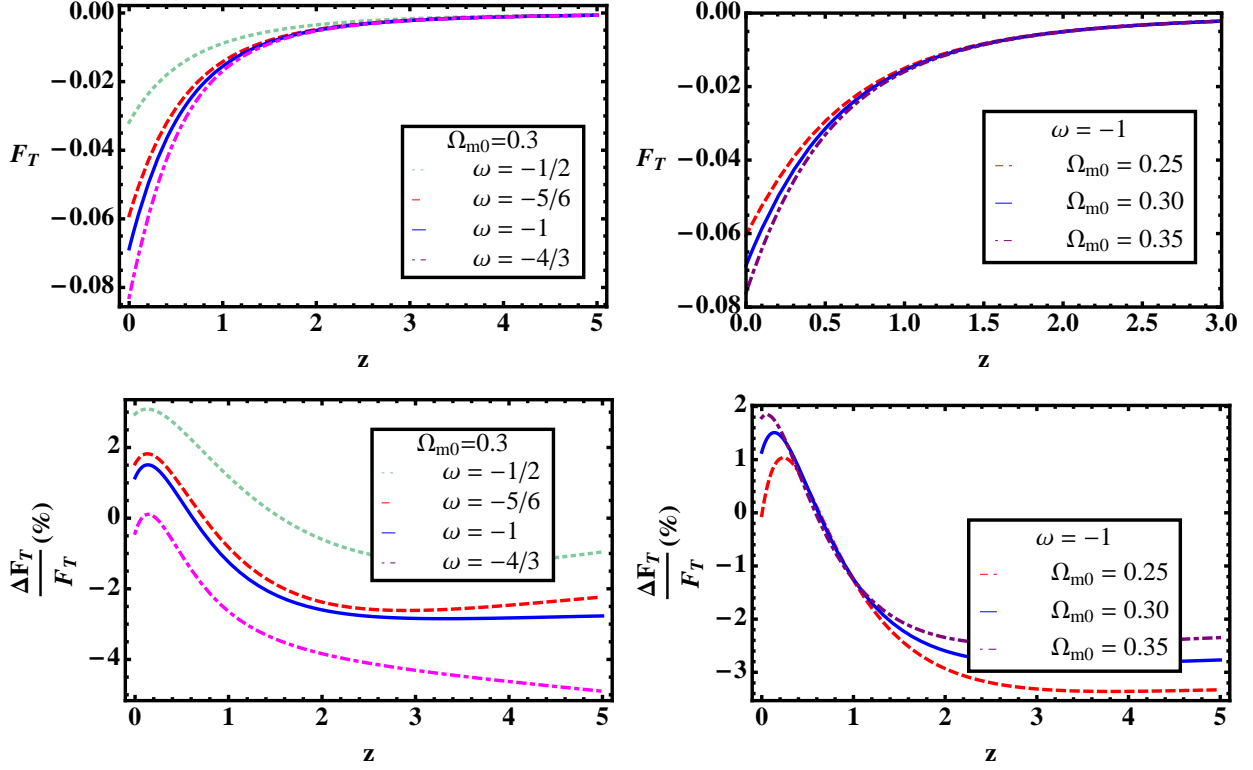 0.00
−0.02
−0.04
−0.06
−0.08
F_T
Ω_m0=0.3
ω = −1/2
ω = −5/6
ω = −1
ω = −4/3
0 1 2 3 4 5
z
0.00
−0.02
−0.04
−0.06
−0.08
F_T
ω = −1
Ω_m0 = 0.25
Ω_m0 = 0.30
Ω_m0 = 0.35
0.0 0.5 1.0 1.5 2.0 2.5 3.0
z
2
0
−2
−4
ΔF_T/F_T (%)
Ω_m0=0.3
ω = −1/2
ω = −5/6
ω = −1
ω = −4/3
0 1 2 3 4 5
z
2
1
0
−1
−2
−3
ΔF_T/F_T (%)
ω = −1
Ω_m0 = 0.25
Ω_m0 = 0.30
Ω_m0 = 0.35
0 1 2 3 4 5
z